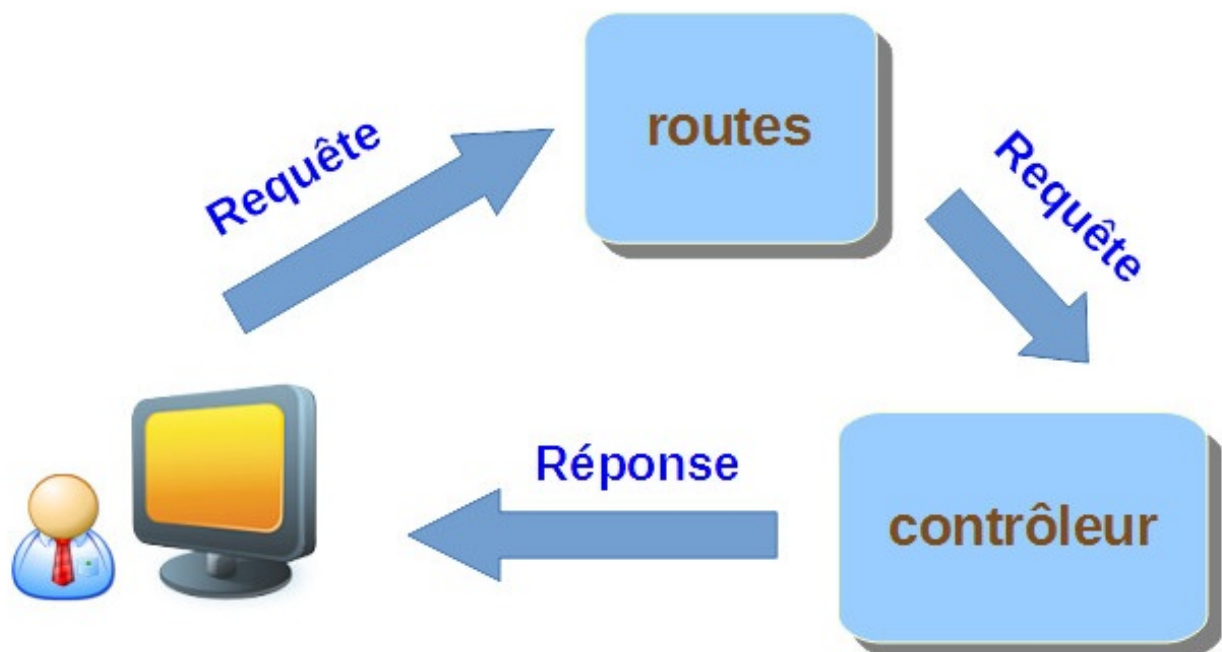 Requête
routes
Requête
Réponse
contrôleur